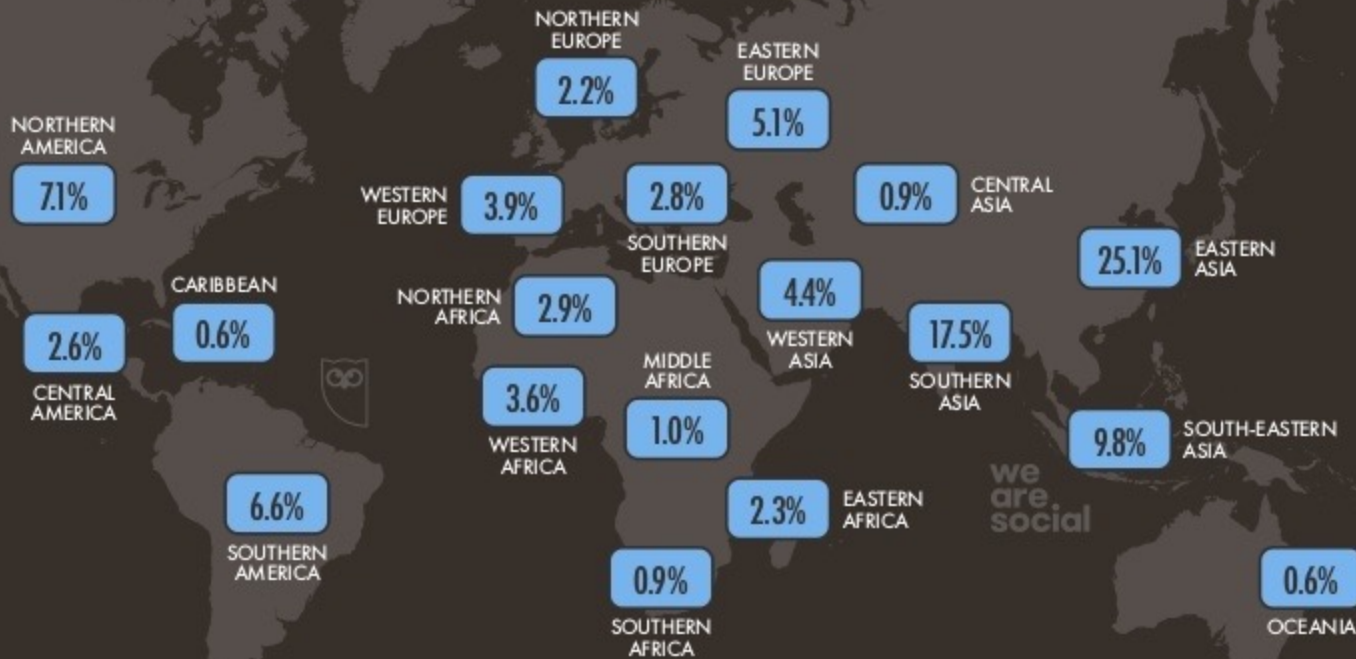 NORTHERN
EUROPE
2.2%
EASTERN
EUROPE
5.1%
NORTHERN
AMERICA
7.1%
WESTERN
EUROPE
3.9%
2.8%
SOUTHERN
EUROPE
0.9%
CENTRAL
ASIA
25.1%
EASTERN
ASIA
CARIBBEAN
0.6%
NORTHERN
AFRICA
2.9%
4.4%
WESTERN
ASIA
17.5%
SOUTHERN
ASIA
2.6%
CENTRAL
AMERICA
3.6%
WESTERN
AFRICA
MIDDLE
AFRICA
1.0%
9.8%
SOUTH-EASTERN
ASIA
6.6%
SOUTHERN
AMERICA
2.3%
EASTERN
AFRICA
we
are
social
0.9%
SOUTHERN
AFRICA
0.6%
OCEANIA